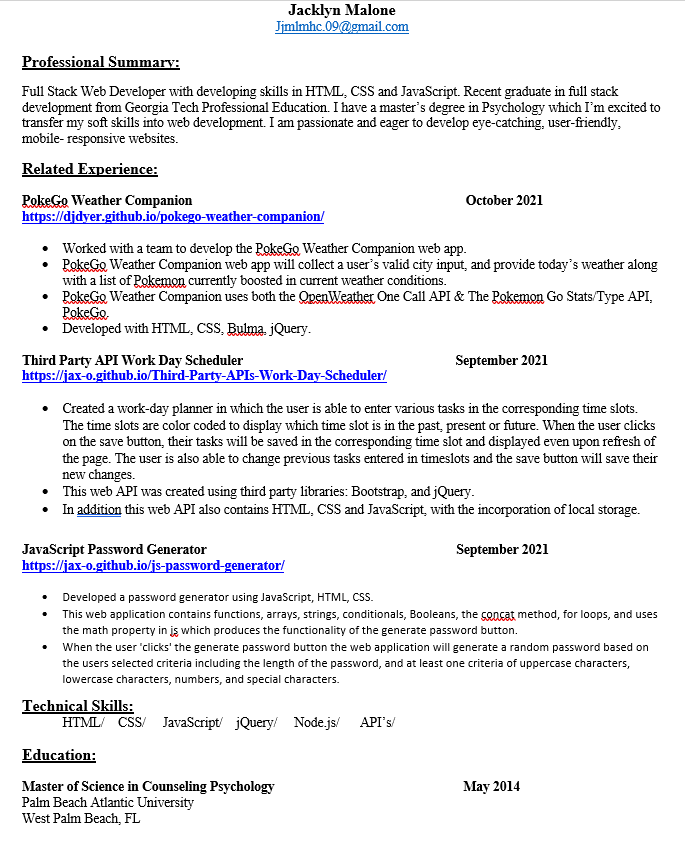 Jacklyn Malone
Jjmlmhc.09@gmail.com
Professional Summary:
Full Stack Web Developer with developing skills in HTML, CSS and JavaScript. Recent graduate in full stack
development from Georgia Tech Professional Education. I have a master's degree in Psychology which I'm excited to
transfer my soft skills into web development. I am passionate and eager to develop eye-catching, user-friendly,
mobile- responsive websites.
Related Experience:
PokeGo Weather Companion October 2021
https://djdyer.github.io/pokego-weather-companion/
• Worked with a team to develop the PokeGo Weather Companion web app.
• PokeGo Weather Companion web app will collect a user's valid city input, and provide today's weather along
with a list of Pokemon currently boosted in current weather conditions.
• PokeGo Weather Companion uses both the OpenWeather One Call API & The Pokemon Go Stats/Type API,
PokeGo.
• Developed with HTML, CSS, Bulma, jQuery.
Third Party API Work Day Scheduler September 2021
https://jax-o.github.io/Third-Party-APIs-Work-Day-Scheduler/
• Created a work-day planner in which the user is able to enter various tasks in the corresponding time slots.
The time slots are color coded to display which time slot is in the past, present or future. When the user clicks
on the save button, their tasks will be saved in the corresponding time slot and displayed even upon refresh of
the page. The user is also able to change previous tasks entered in timeslots and the save button will save their
new changes.
• This web API was created using third party libraries: Bootstrap, and jQuery.
• In addition this web API also contains HTML, CSS and JavaScript, with the incorporation of local storage.
JavaScript Password Generator September 2021
https://jax-o.github.io/js-password-generator/
• Developed a password generator using JavaScript, HTML, CSS.
• This web application contains functions, arrays, strings, conditionals, Booleans, the concat method, for loops, and uses
the math property in js which produces the functionality of the generate password button.
• When the user 'clicks' the generate password button the web application will generate a random password based on
the users selected criteria including the length of the password, and at least one criteria of uppercase characters,
lowercase characters, numbers, and special characters.
Technical Skills:
HTML/ CSS/ JavaScript/ jQuery/ Node.js/ API's/
Education:
Master of Science in Counseling Psychology May 2014
Palm Beach Atlantic University
West Palm Beach, FL